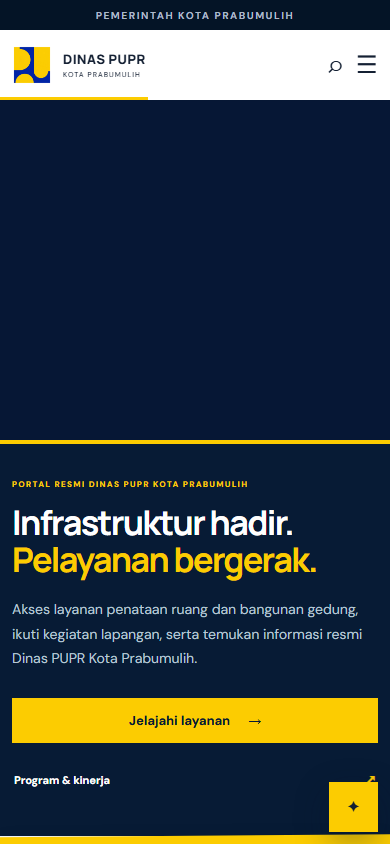 PEMERINTAH KOTA PRABUMULIH
DINAS PUPR
KOTA PRABUMULIH
PORTAL RESMI DINAS PUPR KOTA PRABUMULIH
Infrastruktur hadir.
Pelayanan bergerak.
Akses layanan penataan ruang dan bangunan gedung,
ikuti kegiatan lapangan, serta temukan informasi resmi
Dinas PUPR Kota Prabumulih.
Jelajahi layanan →
Program & kinerja ↗